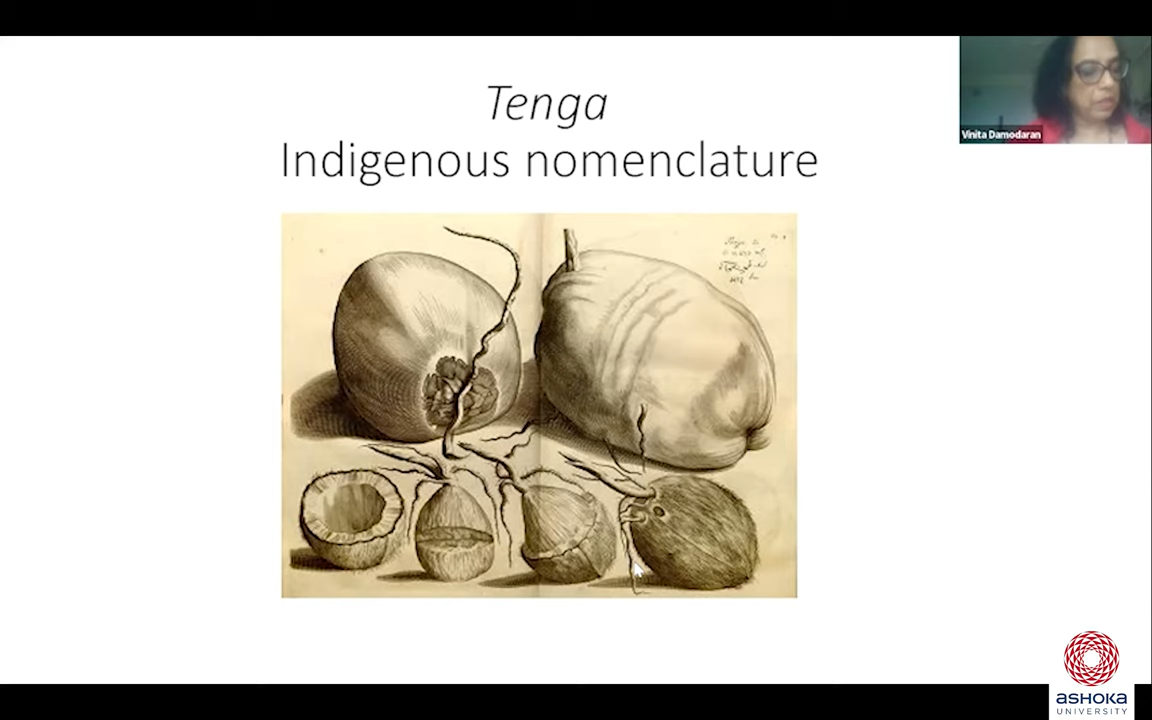 Tenga
Indigenous nomenclature
Vinita Damodaran
ASHOKA
UNIVERSITY